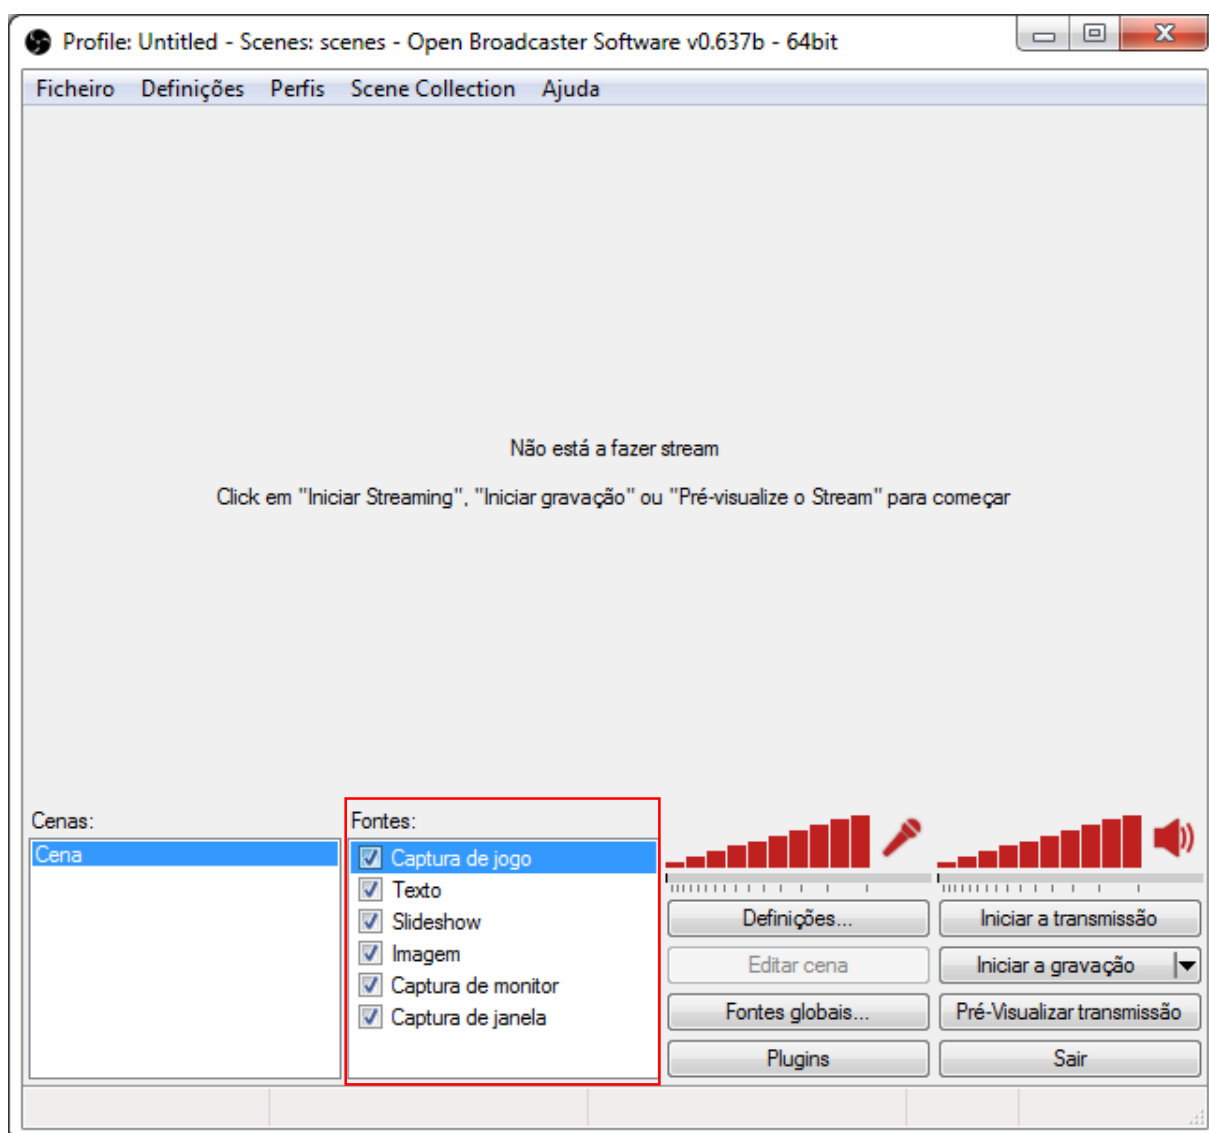 Profile: Untitled - Scenes: scenes - Open Broadcaster Software v0.637b - 64bit
Ficheiro Definições Perfis Scene Collection Ajuda
Não está a fazer stream
Click em "Iniciar Streaming", "Iniciar gravação" ou "Pré-visualize o Stream" para começar
Cenas:
Cena
Fontes:
Captura de jogo
Texto
Slideshow
Imagem
Captura de monitor
Captura de janela
Definições...
Iniciar a transmissão
Editar cena
Iniciar a gravação
Fontes globais...
Pré-Visualizar transmissão
Plugins
Sair